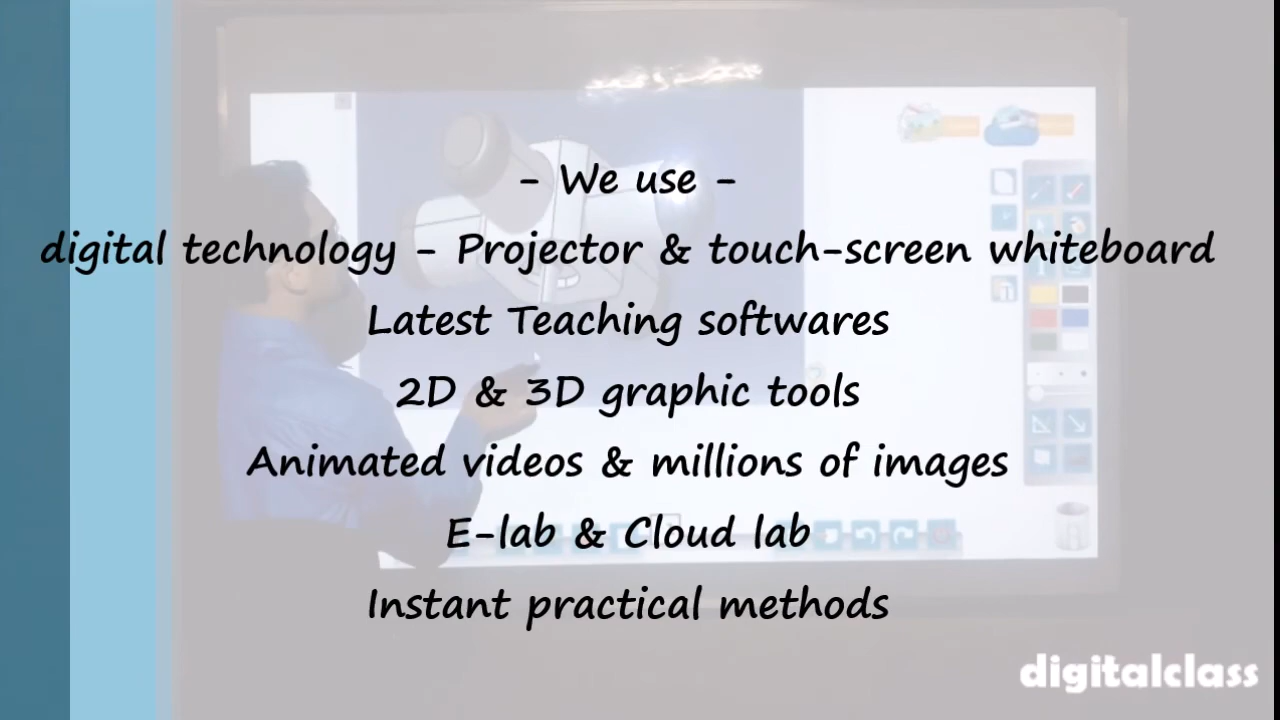 - We use -
digital technology - Projector & touch-screen whiteboard
Latest Teaching softwares
2D & 3D graphic tools
Animated videos & millions of images
E-lab & Cloud lab
Instant practical methods
digitalclass